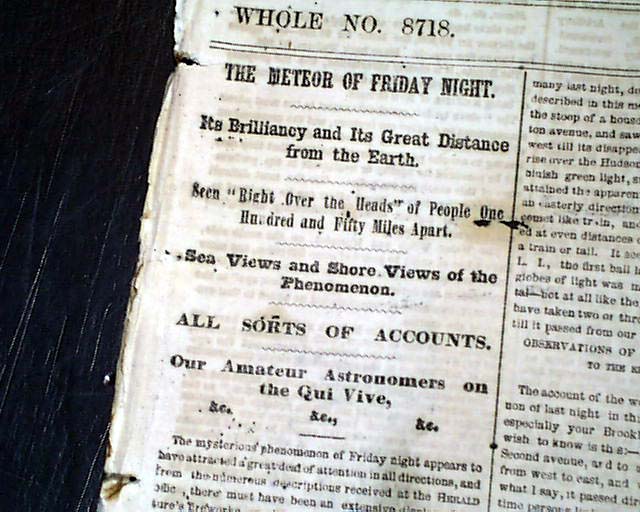 WHOLE NO. 8718.
THE METEOR OF FRIDAY NIGHT.
Its Brilliancy and Its Great Distance
from the Earth.
Seen "Right Over the Heads" of People One
Hundred and Fifty Miles Apart.
Sea Views and Shore Views of the
Phenomenon.
ALL SORTS OF ACCOUNTS.
Our Amateur Astronomers on
the Qui Vive,
&c. &c., &c.
The mysterious phenomenon of Friday night appears to
have attracted a great deal of attention in all directions, and
from the numerous descriptions received at the HERALD
there must have been an extensive
many last night,
described in this
the stoop of a
ton avenue, and saw
west till its
rise over the Hudson
bluish green light,
attained the
an easterly direction
comet like train, and
ed at even distances
a train or tail. It
L. I., the first ball
globes of light was
tal—not at all like the
have taken two or
till it passed from our
OBSERVATIONS OF
TO THE
The account of the
non of last night in
especially your
wish to know is
Second avenue, and to
from west to east, and
what I say, it passed
time persons